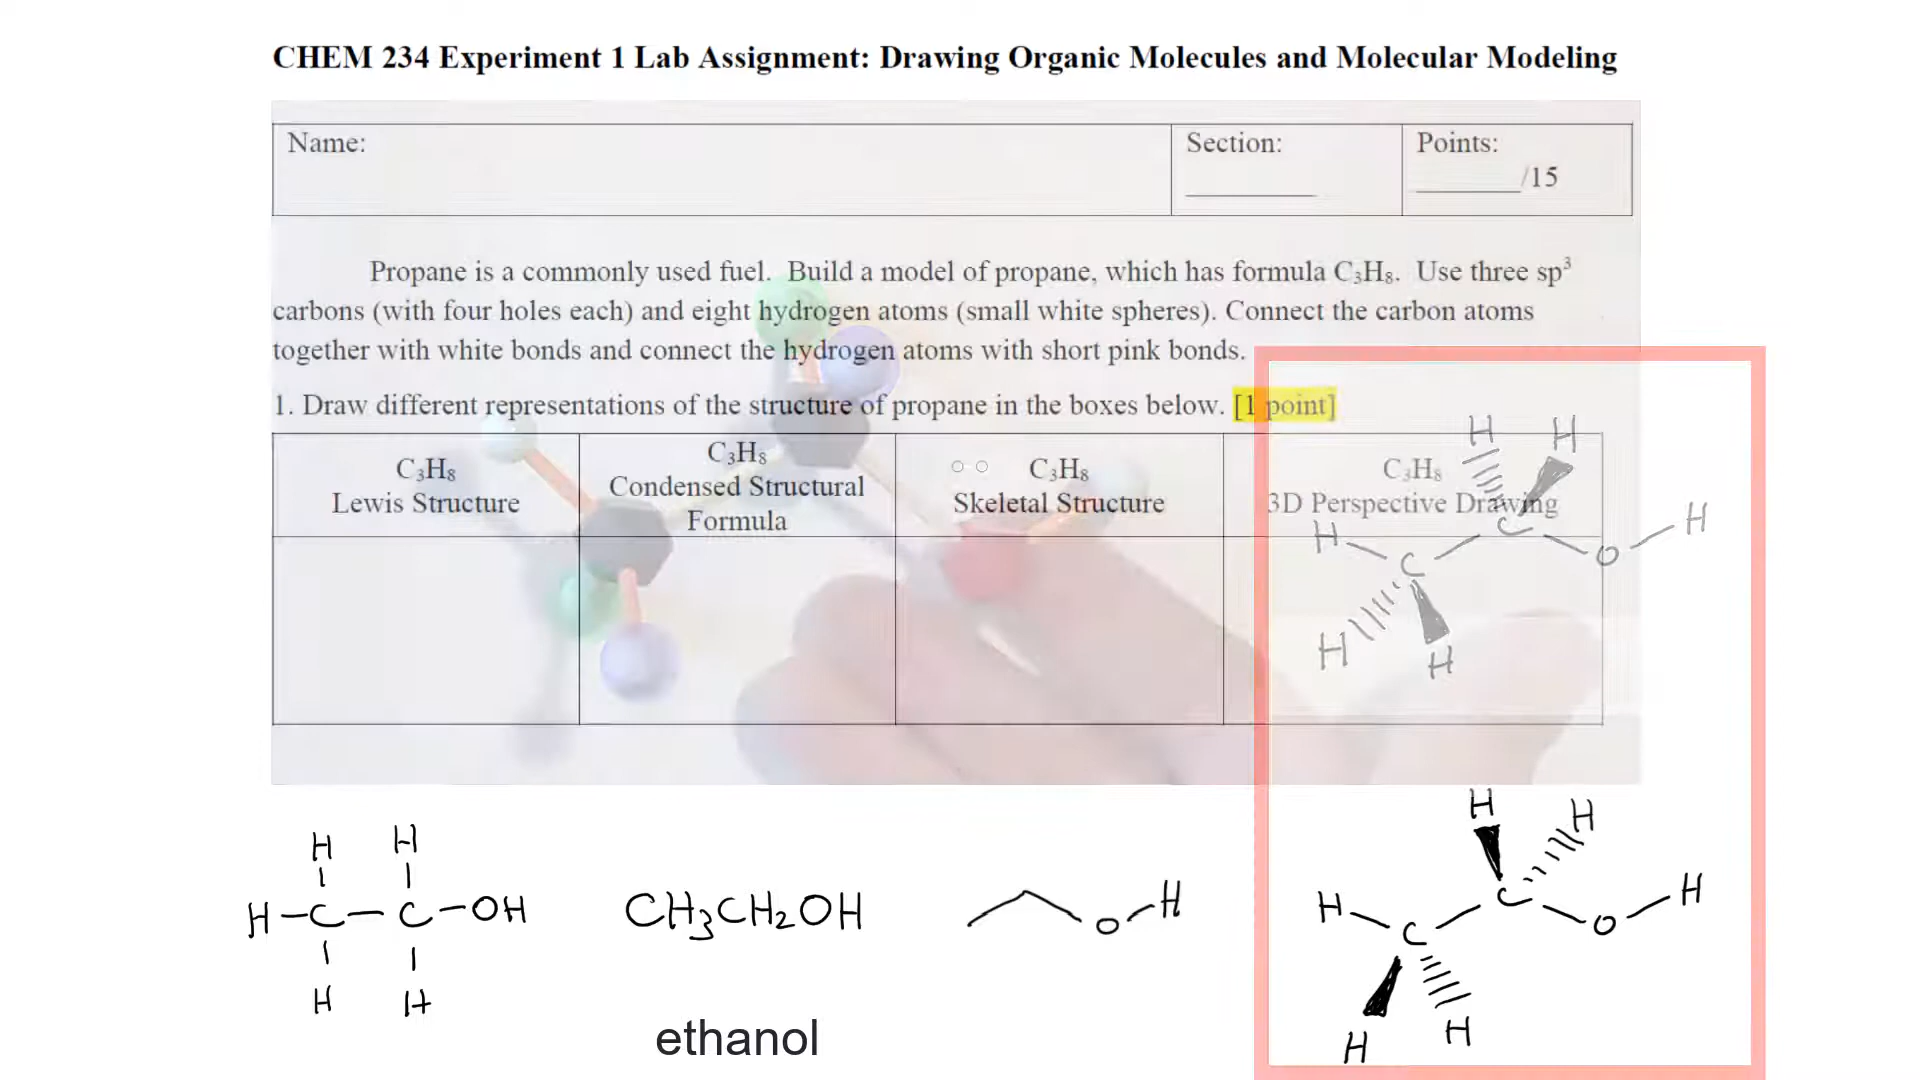 CHEM 234 Experiment 1 Lab Assignment: Drawing Organic Molecules and Molecular Modeling
Name:
Section:
Points:
/15
Propane is a commonly used fuel. Build a model of propane, which has formula C₃H₈. Use three sp³
carbons (with four holes each) and eight hydrogen atoms (small white spheres). Connect the carbon atoms
together with white bonds and connect the hydrogen atoms with short pink bonds.
1. Draw different representations of the structure of propane in the boxes below. [1 point]
C₃H₈
Lewis Structure
C₃H₈
Condensed Structural
Formula
C₃H₈
Skeletal Structure
C₃H₈
3D Perspective Drawing
H H
H C C O H
H H
H H
H-C-C-OH
H H
CH₃CH₂OH
O-H
H H
H C C O H
H H
ethanol